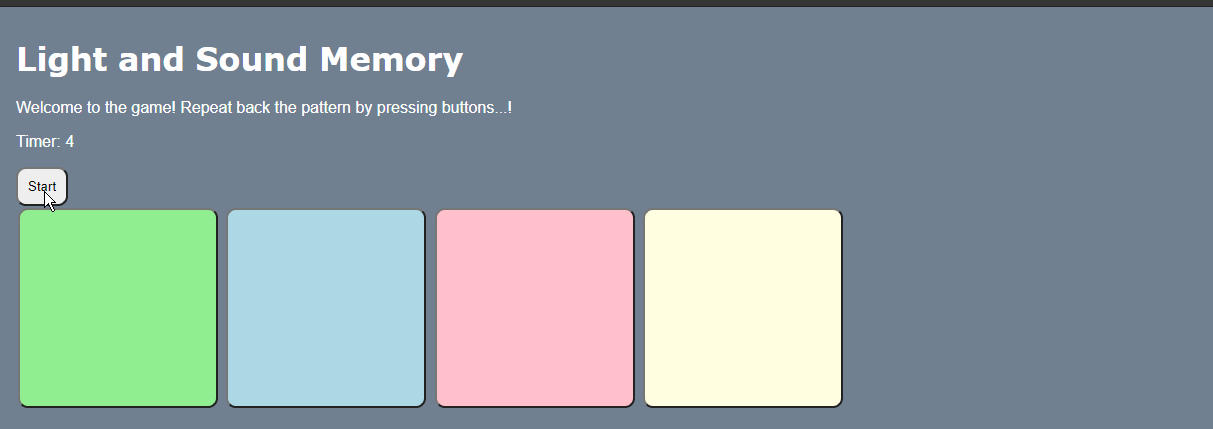 Light and Sound Memory
Welcome to the game! Repeat back the pattern by pressing buttons...!
Timer: 4
Start